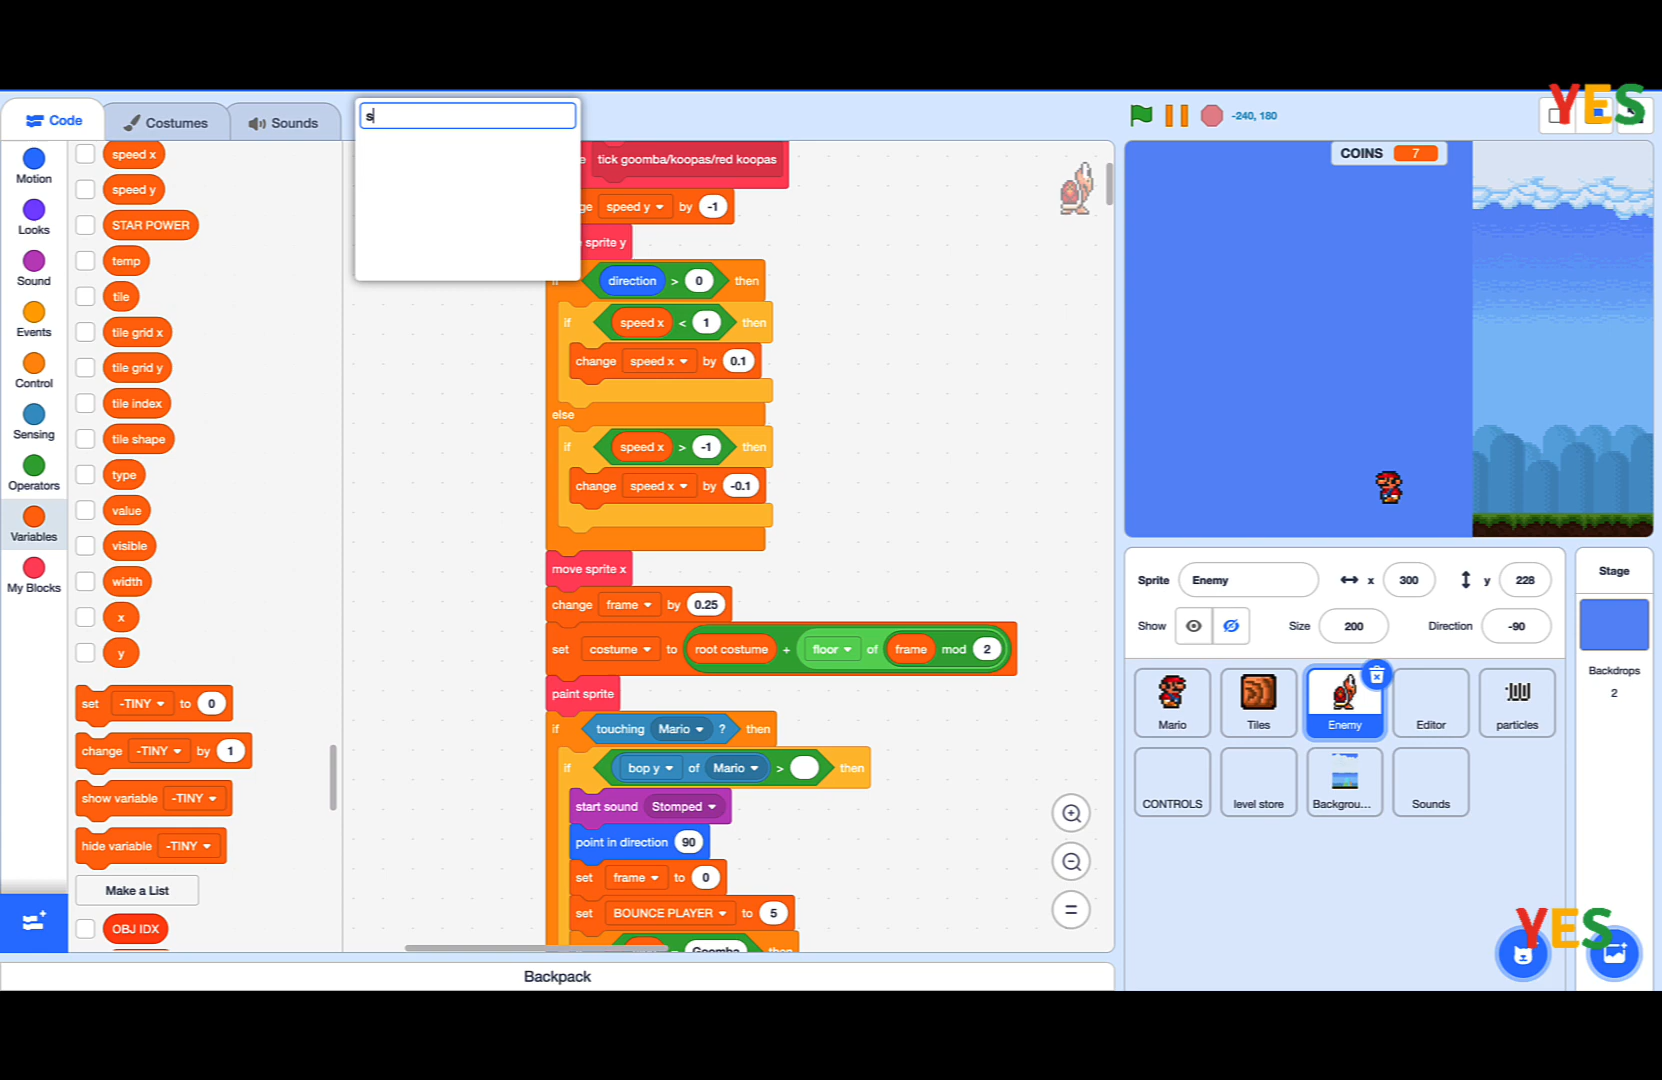 Code
Costumes
Sounds
s
-240, 180
YES
Motion
Looks
Sound
Events
Control
Sensing
Operators
Variables
My Blocks
speed x
speed y
STAR POWER
temp
tile
tile grid x
tile grid y
tile index
tile shape
type
value
visible
width
x
y
set -TINY to 0
change -TINY by 1
show variable -TINY
hide variable -TINY
Make a List
OBJ IDX
tick goomba/koopas/red koopas
speed y by -1
sprite y
direction > 0 then
if speed x < 1 then
change speed x by 0.1
else
if speed x > -1 then
change speed x by -0.1
move sprite x
change frame by 0.25
set costume to root costume + floor of frame mod 2
paint sprite
if touching Mario ? then
if bop y of Mario > then
start sound Stomped
point in direction 90
set frame to 0
set BOUNCE PLAYER to 5
= Goomba then
Backpack
COINS 7
Sprite Enemy x 300 y 228
Show Size 200 Direction -90
Mario
Tiles
Enemy
Editor
particles
CONTROLS
level store
Backgrou...
Sounds
Stage
Backdrops
2
YES